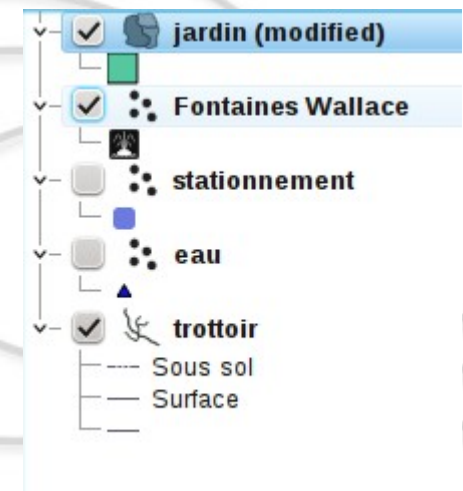 jardin (modified)
Fontaines Wallace
stationnement
eau
trottoir
Sous sol
Surface